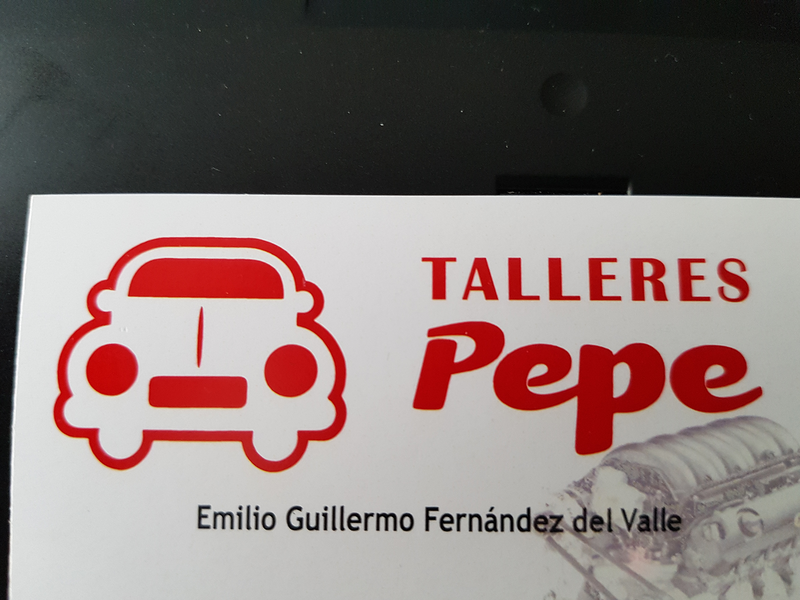 TALLERES
Pepe
Emilio Guillermo Fernández del Valle